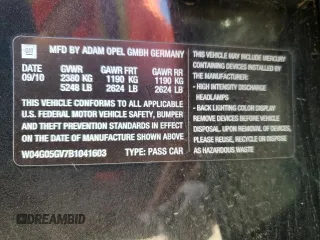 GM
MFD BY ADAM OPEL GMBH GERMANY
DATE GVWR GAWR FRT GAWR RR
09/10 2380 KG 1190 KG 1190 KG
5248 LB 2624 LB 2624 LB
THIS VEHICLE CONFORMS TO ALL APPLICABLE
U.S. FEDERAL MOTOR VEHICLE SAFETY, BUMPER
AND THEFT PREVENTION STANDARDS IN EFFECT
ON THE DATE OF MANUFACTURE SHOWN ABOVE.
W04G05GV7B1041603 TYPE: PASS CAR
THIS VEHICLE MAY INCLUDE MERCURY
CONTAINING DEVICES INSTALLED BY
THE MANUFACTURER:
- HIGH INTENSITY DISCHARGE
HEADLAMPS
- BACK LIGHTING COLOR DISPLAY
REMOVE DEVICES BEFORE VEHICLE
DISPOSAL. UPON REMOVAL OF DEVICES
PLEASE REUSE, RECYCLE OR DISPOSE
AS HAZARDOUS WASTE
DREAMBID